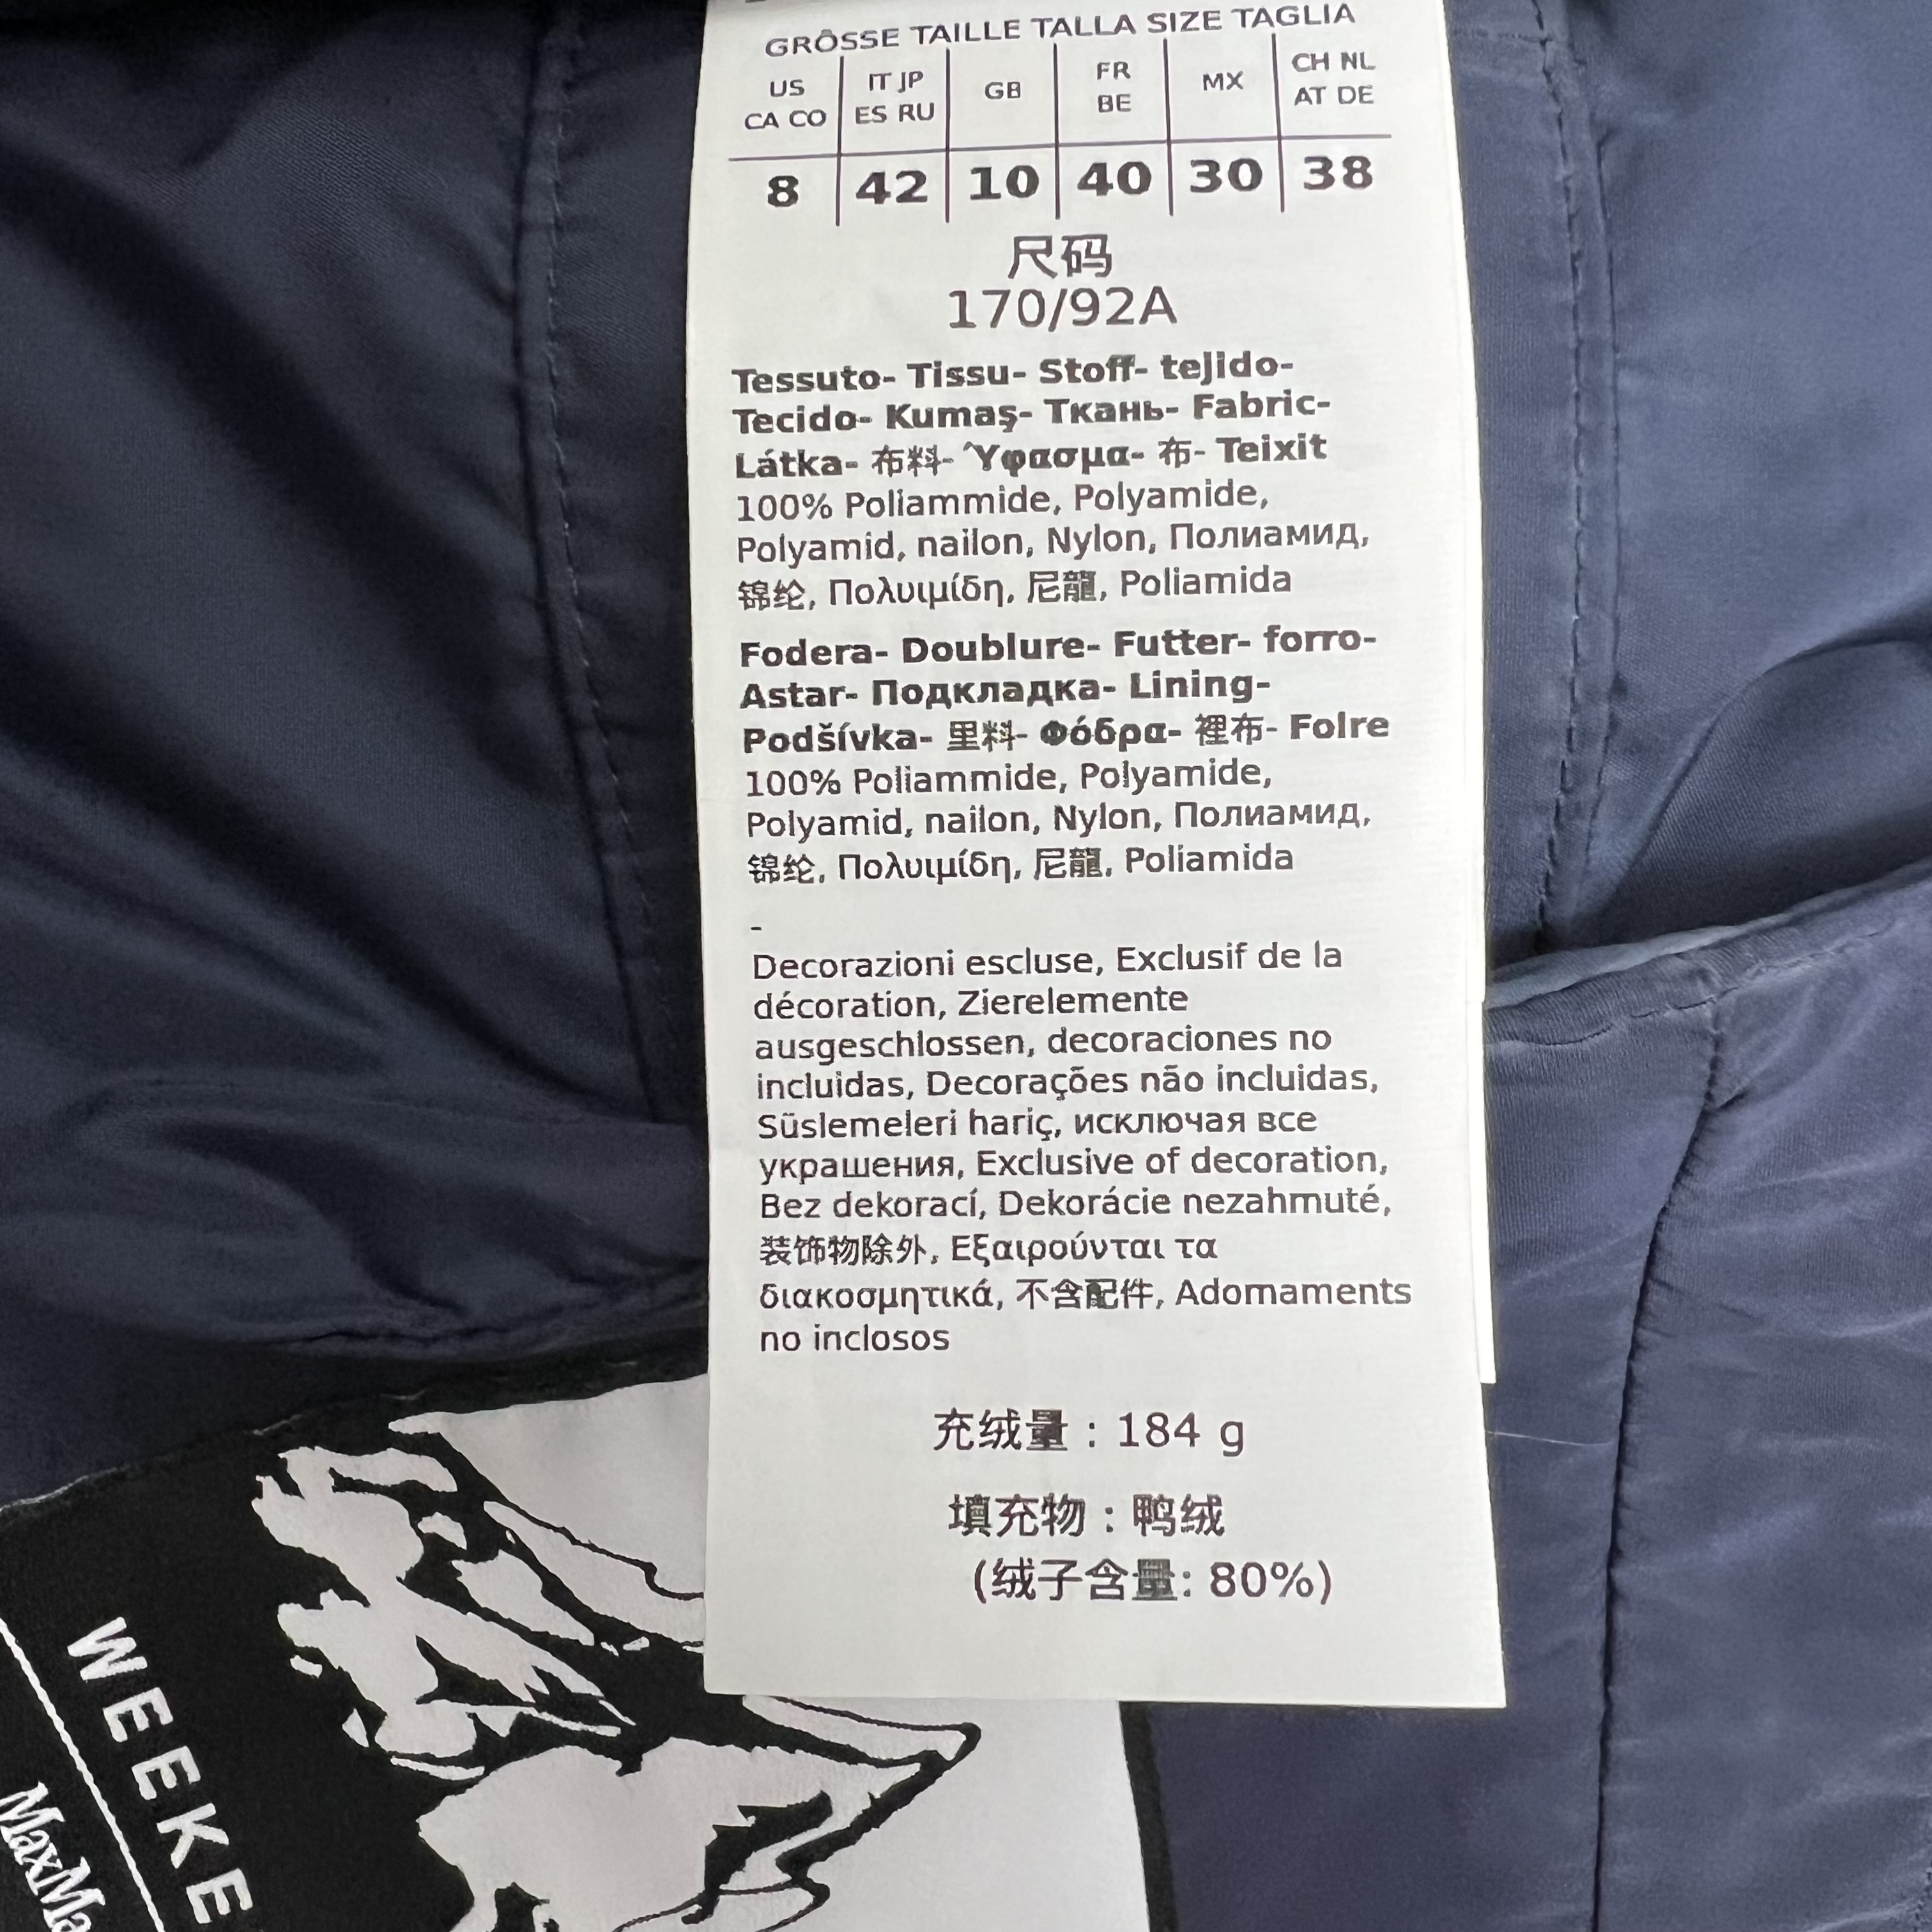 GRÖSSE TAILLE TALLA SIZE TAGLIA
US CA CO
IT JP ES RU
GB
FR BE
MX
CH NL AT DE
8 42 10 40 30 38
尺码
170/92A
Tessuto- Tissu- Stoff- tejido-
Tecido- Kumaş- Ткань- Fabric-
Látka- 布料- Ύφασμα- 布- Teixit
100% Poliammide, Polyamide,
Polyamid, nailon, Nylon, Полиамид,
锦纶, Πολυιμίδη, 尼龍, Poliamida
Fodera- Doublure- Futter- forro-
Astar- Подкладка- Lining-
Podšívka- 里料- Φόδρα- 裡布- Folre
100% Poliammide, Polyamide,
Polyamid, nailon, Nylon, Полиамид,
锦纶, Πολυιμίδη, 尼龍, Poliamida
-
Decorazioni escluse, Exclusif de la
décoration, Zierelemente
ausgeschlossen, decoraciones no
incluidas, Decorações não incluidas,
Süslemeleri hariç, исключая все
украшения, Exclusive of decoration,
Bez dekorací, Dekorácie nezahrnuté,
装饰物除外, Εξαιρούνται τα
διακοσμητικά, 不含配件, Adornaments
no inclosos
充绒量 : 184 g
填充物 : 鸭绒
(绒子含量: 80%)
WEEKE
MaxMa